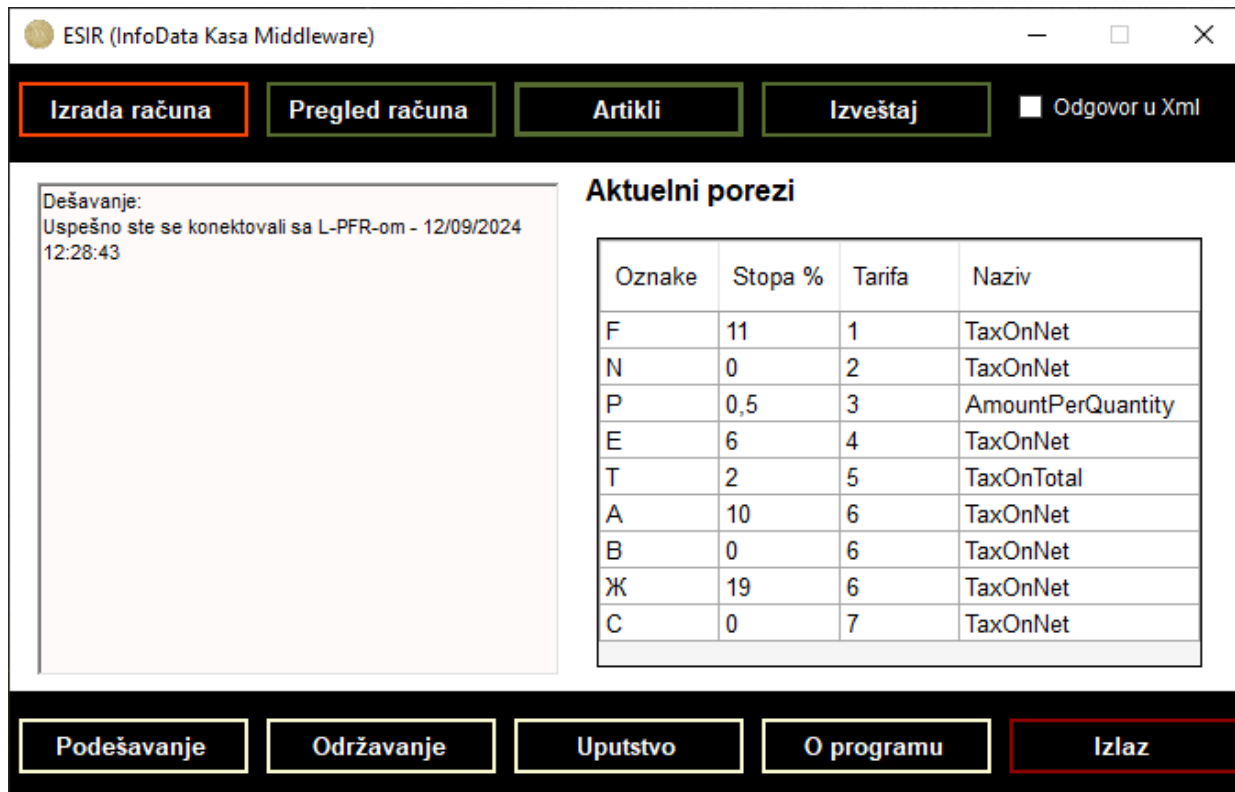 ESIR (InfoData Kasa Middleware)
Izrada računa Pregled računa Artikli Izveštaj Odgovor u Xml
Dešavanje:
Uspešno ste se konektovali sa L-PFR-om - 12/09/2024
12:28:43
Aktuelni porezi
Oznake Stopa % Tarifa Naziv
F 11 1 TaxOnNet
N 0 2 TaxOnNet
P 0,5 3 AmountPerQuantity
E 6 4 TaxOnNet
T 2 5 TaxOnTotal
A 10 6 TaxOnNet
B 0 6 TaxOnNet
Ж 19 6 TaxOnNet
C 0 7 TaxOnNet
Podešavanje Održavanje Uputstvo O programu Izlaz